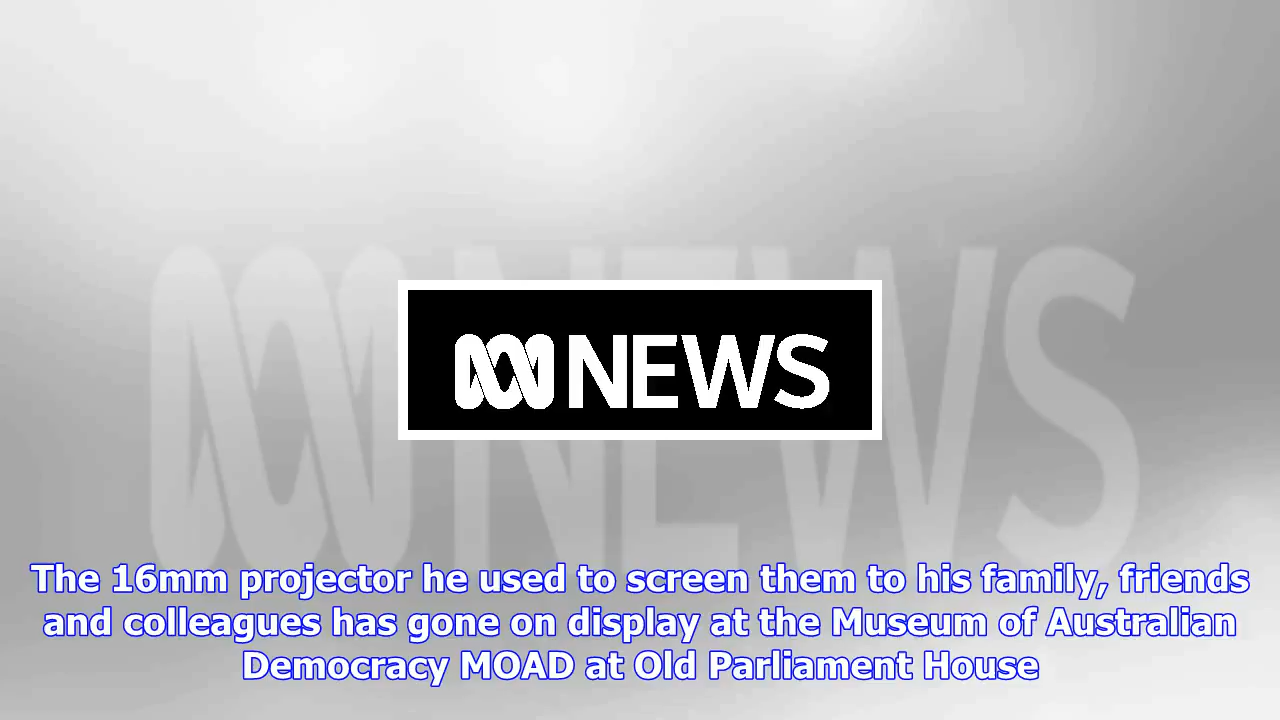 NEWS
NEWS
The 16mm projector he used to screen them to his family, friends
and colleagues has gone on display at the Museum of Australian
Democracy MOAD at Old Parliament House